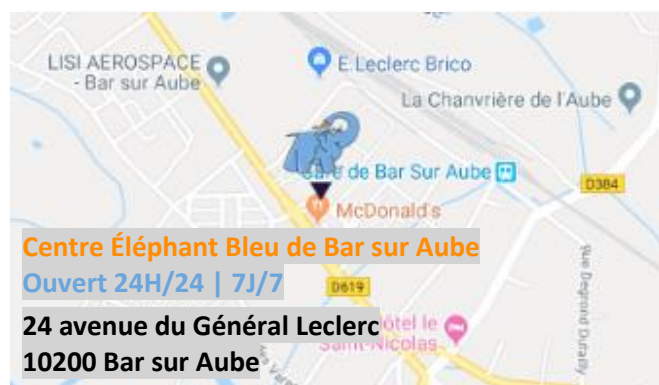 LISI AEROSPACE
- Bar sur Aube
E.Leclerc Brico
La Chanvrière de l'Aube
de Bar Sur Aube
D384
McDonald's
Centre Éléphant Bleu de Bar sur Aube
Ouvert 24H/24 | 7J/7
D619
24 avenue du Général Leclerc
10200 Bar sur Aube
Hôtel le
Saint-Nicolas